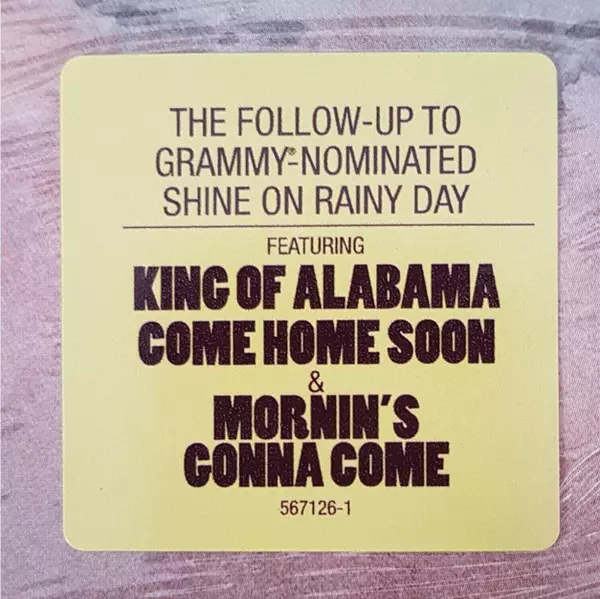 THE FOLLOW-UP TO
GRAMMY®-NOMINATED
SHINE ON RAINY DAY
FEATURING
KING OF ALABAMA
COME HOME SOON
&
MORNIN'S
GONNA COME
567126-1